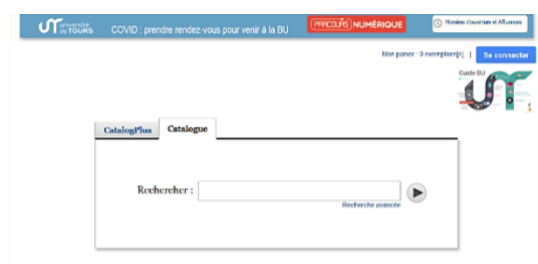 université
de TOURS
COVID : prendre rendez-vous pour venir à la BU
PARCOURS NUMÉRIQUE
Horaires d'ouverture et Affluences
Mon panier : 3 exemplaire(s) | Se connecter
Guide BU
CatalogPlus Catalogue
Rechercher :
Recherche avancée